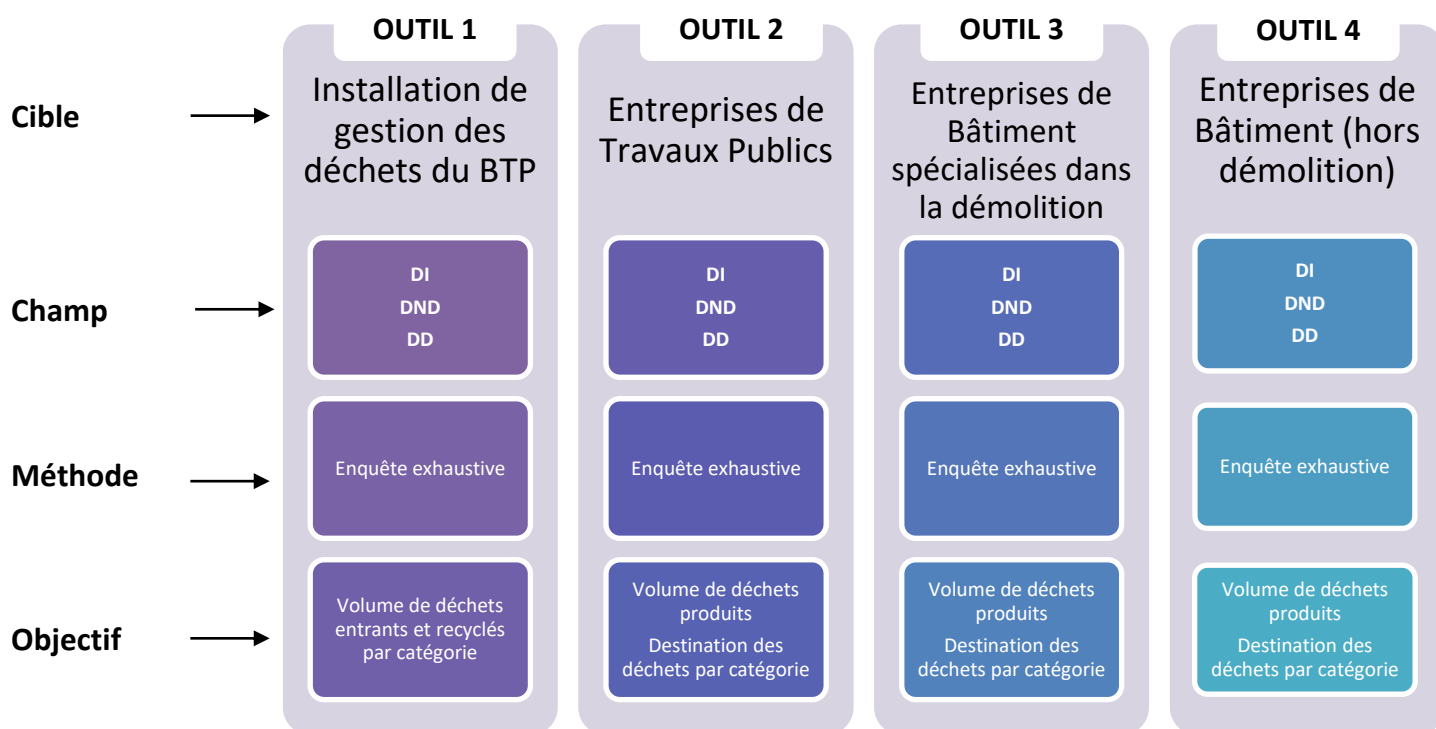 OUTIL 1
OUTIL 2
OUTIL 3
OUTIL 4
Cible
Installation de
gestion des
déchets du BTP
Entreprises de
Travaux Publics
Entreprises de
Bâtiment
spécialisées dans
la démolition
Entreprises de
Bâtiment (hors
démolition)
Champ
DI
DND
DD
DI
DND
DD
DI
DND
DD
DI
DND
DD
Méthode
Enquête exhaustive
Enquête exhaustive
Enquête exhaustive
Enquête exhaustive
Objectif
Volume de déchets
entrants et recyclés
par catégorie
Volume de déchets
produits
Destination des
déchets par catégorie
Volume de déchets
produits
Destination des
déchets par catégorie
Volume de déchets
produits
Destination des
déchets par catégorie